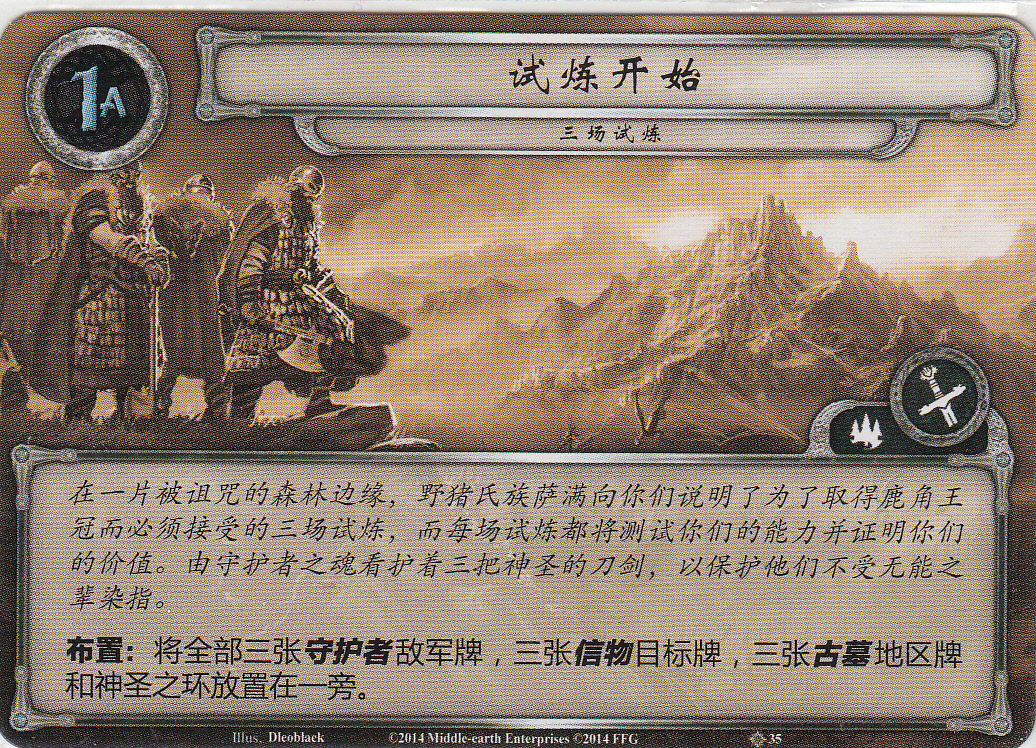 1A
试炼开始
三场试炼
在一片被诅咒的森林边缘，野猪氏族萨满向你们说明了为了取得鹿角王
冠而必须接受的三场试炼，而每场试炼都将测试你们的能力并证明你们
的价值。由守护者之魂看护着三把神圣的刀剑，以保护他们不受无能之
辈染指。
布置：将全部三张守护者敌军牌，三张信物目标牌，三张古墓地区牌
和神圣之环放置在一旁。
Illus. Dleoblack ©2014 Middle-earth Enterprises ©2014 FFG 35